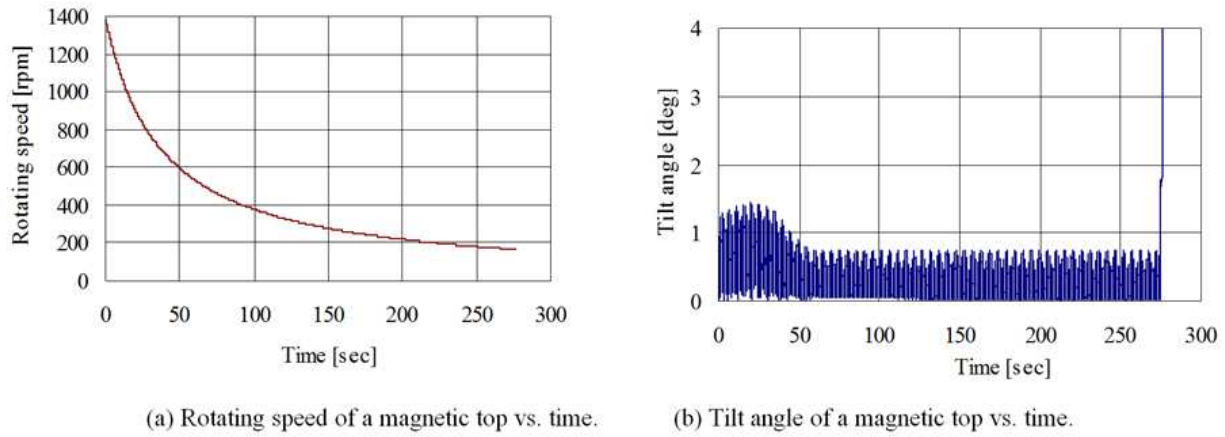 1400
1200
1000
800
600
400
200
0
Rotating speed [rpm]
0 50 100 150 200 250 300
Time [sec]
4
3
2
1
0
Tilt angle [deg]
0 50 100 150 200 250 300
Time [sec]
(a) Rotating speed of a magnetic top vs. time.
(b) Tilt angle of a magnetic top vs. time.